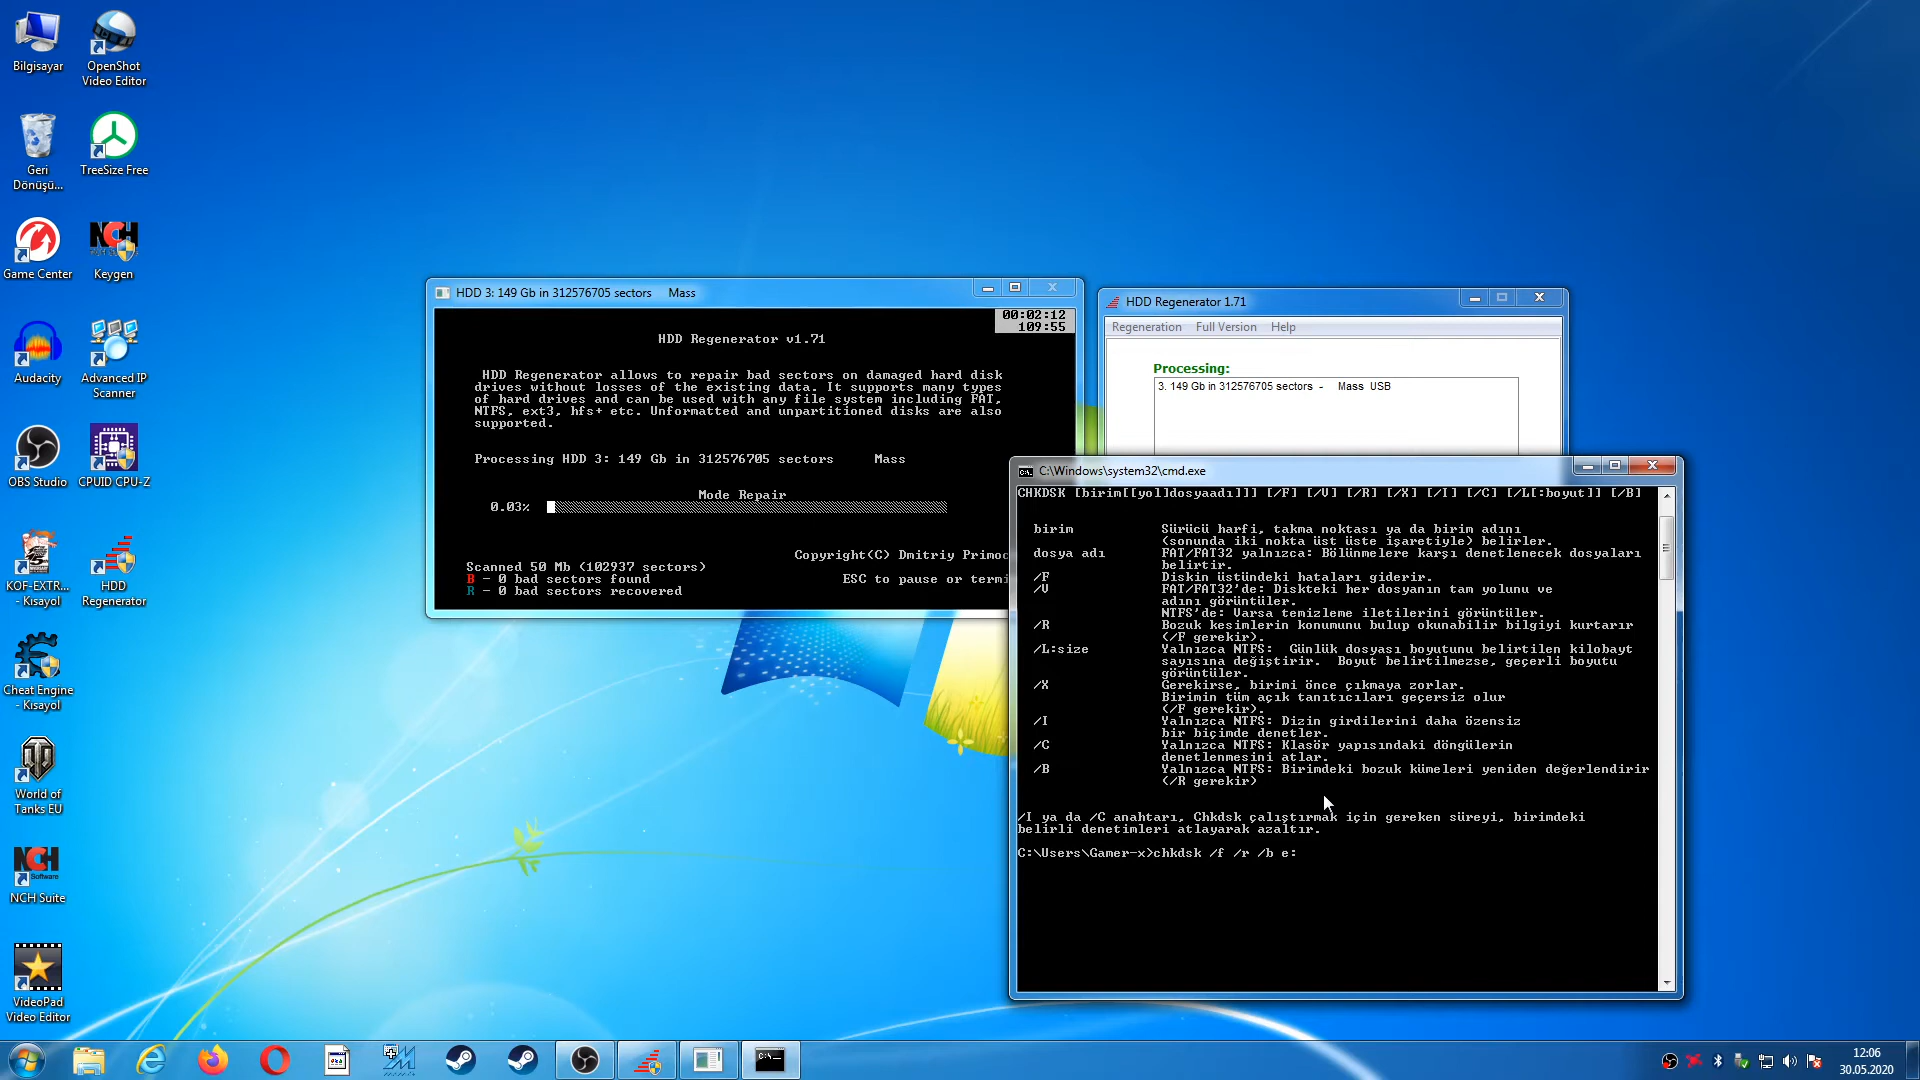 Bilgisayar
OpenShot
Video Editor
Geri
Dönüşü...
TreeSize Free
Game Center
NCH
Keygen
Audacity
Advanced IP
Scanner
OBS Studio
CPUID CPU-Z
KOF-EXTR...
- Kısayol
HDD
Regenerator
Cheat Engine
- Kısayol
World of
Tanks EU
NCH
Software
NCH Suite
VideoPad
Video Editor
HDD 3: 149 Gb in 312576705 sectors Mass
00:02:12
109:55
HDD Regenerator v1.71
HDD Regenerator allows to repair bad sectors on damaged hard disk
drives without losses of the existing data. It supports many types
of hard drives and can be used with any file system including FAT,
NTFS, ext3, hfs+ etc. Unformatted and unpartitioned disks are also
supported.
Processing HDD 3: 149 Gb in 312576705 sectors Mass
Mode Repair
0.03%
Copyright(C) Dmitriy Primoc
Scanned 50 Mb (102937 sectors)
B - 0 bad sectors found
ESC to pause or termi
R - 0 bad sectors recovered
HDD Regenerator 1.71
Regeneration Full Version Help
Processing:
3. 149 Gb in 312576705 sectors - Mass USB
C:\Windows\system32\cmd.exe
CHKDSK [birim[[yol]dosyaadı]]] [/F] [/V] [/R] [/X] [/I] [/C] [/L[:boyut]] [/B]
birim Sürücü harfi, takma noktası ya da birim adını
(sonunda iki nokta üst üste işaretiyle) belirler.
dosya adı FAT/FAT32 yalnızca: Bölünmelere karşı denetlenecek dosyaları
belirtir.
/F Diskin üstündeki hataları giderir.
/V FAT/FAT32'de: Diskteki her dosyanın tam yolunu ve
adını görüntüler.
NTFS'de: Varsa temizleme iletilerini görüntüler.
/R Bozuk kesimlerin konumunu bulup okunabilir bilgiyi kurtarır
(/F gerekir).
/L:size Yalnızca NTFS: Günlük dosyası boyutunu belirtilen kilobayt
sayısına değiştirir. Boyut belirtilmezse, geçerli boyutu
görüntüler.
/X Gerekirse, birimi önce çıkmaya zorlar.
Birimin tüm açık tanıtıcıları geçersiz olur
(/F gerekir).
/I Yalnızca NTFS: Dizin girdilerini daha özensiz
bir biçimde denetler.
/C Yalnızca NTFS: Klasör yapısındaki döngülerin
denetlenmesini atlar.
/B Yalnızca NTFS: Birimdeki bozuk kümeleri yeniden değerlendirir
(/R gerekir)
/I ya da /C anahtarı, Chkdsk çalıştırmak için gereken süreyi, birimdeki
belirli denetimleri atlayarak azaltır.
C:\Users\Gamer-x>chkdsk /f /r /b e:
12:06
30.05.2020